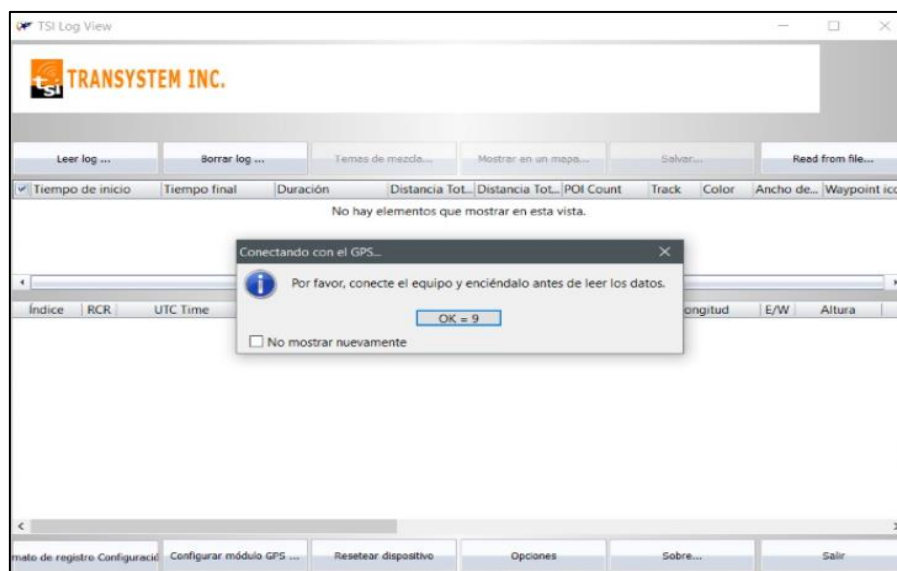 TSI Log View
tsi TRANSYSTEM INC.
Leer log ... Borrar log ... Temas de mezcla... Mostrar en un mapa... Salvar... Read from file...
Tiempo de inicio Tiempo final Duración Distancia Tot... Distancia Tot... POI Count Track Color Ancho de... Waypoint ico
No hay elementos que mostrar en esta vista.
Conectando con el GPS...
Por favor, conecte el equipo y enciéndalo antes de leer los datos.
OK = 9
No mostrar nuevamente
Índice RCR UTC Time ongitud E/W Altura
mato de registro Configuració Configurar módulo GPS ... Resetear dispositivo Opciones Sobre... Salir